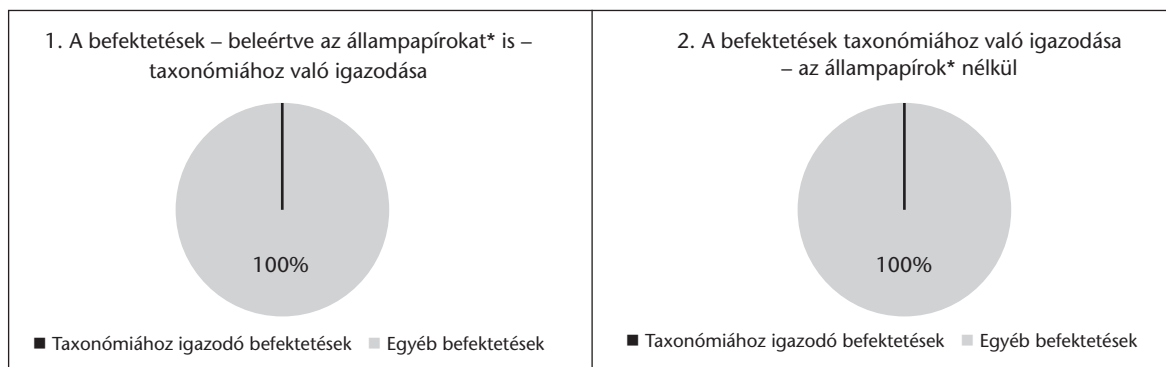 1. A befektetések – beleértve az állampapírokat* is –
taxonómiához való igazodása
100%
■ Taxonómiához igazodó befektetések ■ Egyéb befektetések
2. A befektetések taxonómiához való igazodása
– az állampapírok* nélkül
100%
■ Taxonómiához igazodó befektetések ■ Egyéb befektetések